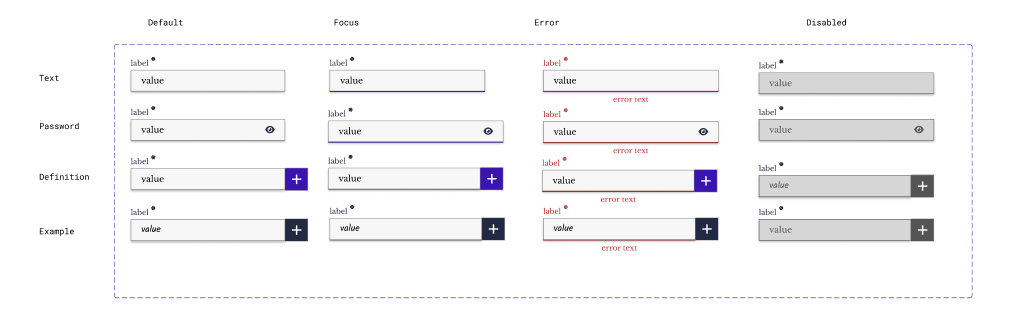 Default Focus Error Disabled
Text
label * label * label * label *
value value value value
error text
Password
label * label * label * label *
value value value value
error text
Definition
label * label * label * label *
value value value value
error text
Example
label * label * label * label *
value value value value
error text